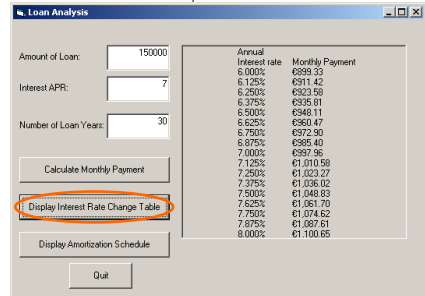 Loan Analysis
Amount of Loan:
150000
Interest APR:
7
Number of Loan Years:
30
Calculate Monthly Payment
Display Interest Rate Change Table
Display Amortization Schedule
Quit
Annual
Interest rate Monthly Payment
6.000% €899.33
6.125% €911.42
6.250% €923.58
6.375% €935.81
6.500% €948.11
6.625% €960.47
6.750% €972.90
6.875% €985.40
7.000% €997.96
7.125% €1,010.58
7.250% €1,023.27
7.375% €1,036.02
7.500% €1,048.83
7.625% €1,061.70
7.750% €1,074.62
7.875% €1,087.61
8.000% €1,100.65